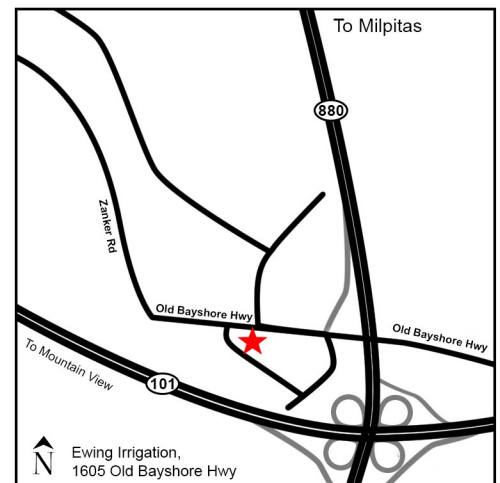 To Milpitas
880
Zanker Rd
Old Bayshore Hwy
Old Bayshore Hwy
To Mountain View
101
N
Ewing Irrigation,
1605 Old Bayshore Hwy